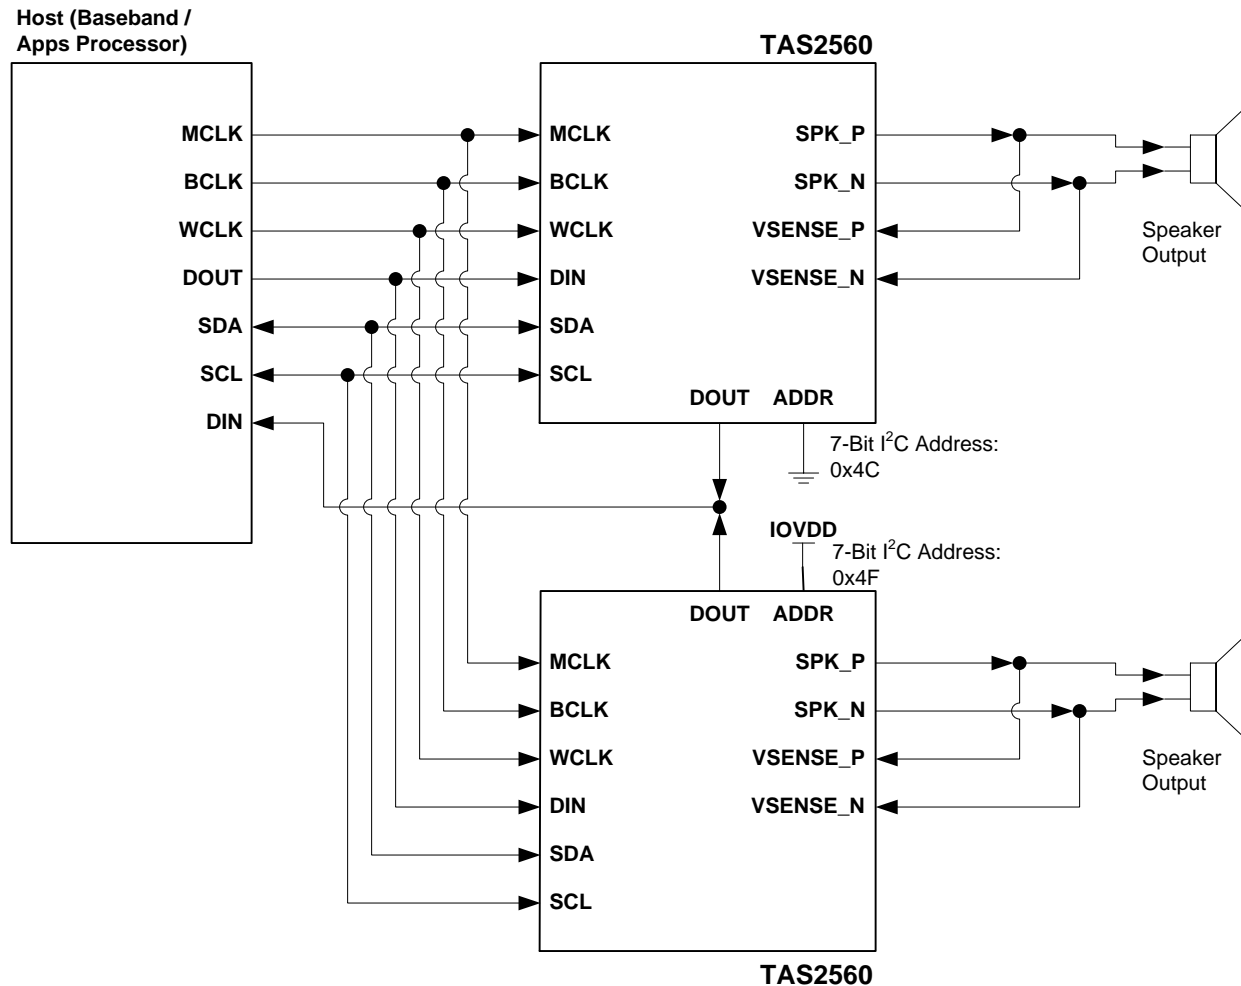 Host (Baseband /
Apps Processor)
MCLK
BCLK
WCLK
DOUT
SDA
SCL
DIN
TAS2560
MCLK
BCLK
WCLK
DIN
SDA
SCL
SPK_P
SPK_N
VSENSE_P
VSENSE_N
DOUT
ADDR
Speaker
Output
7-Bit I²C Address:
0x4C
IOVDD
7-Bit I²C Address:
0x4F
DOUT
ADDR
MCLK
BCLK
WCLK
DIN
SDA
SCL
SPK_P
SPK_N
VSENSE_P
VSENSE_N
Speaker
Output
TAS2560